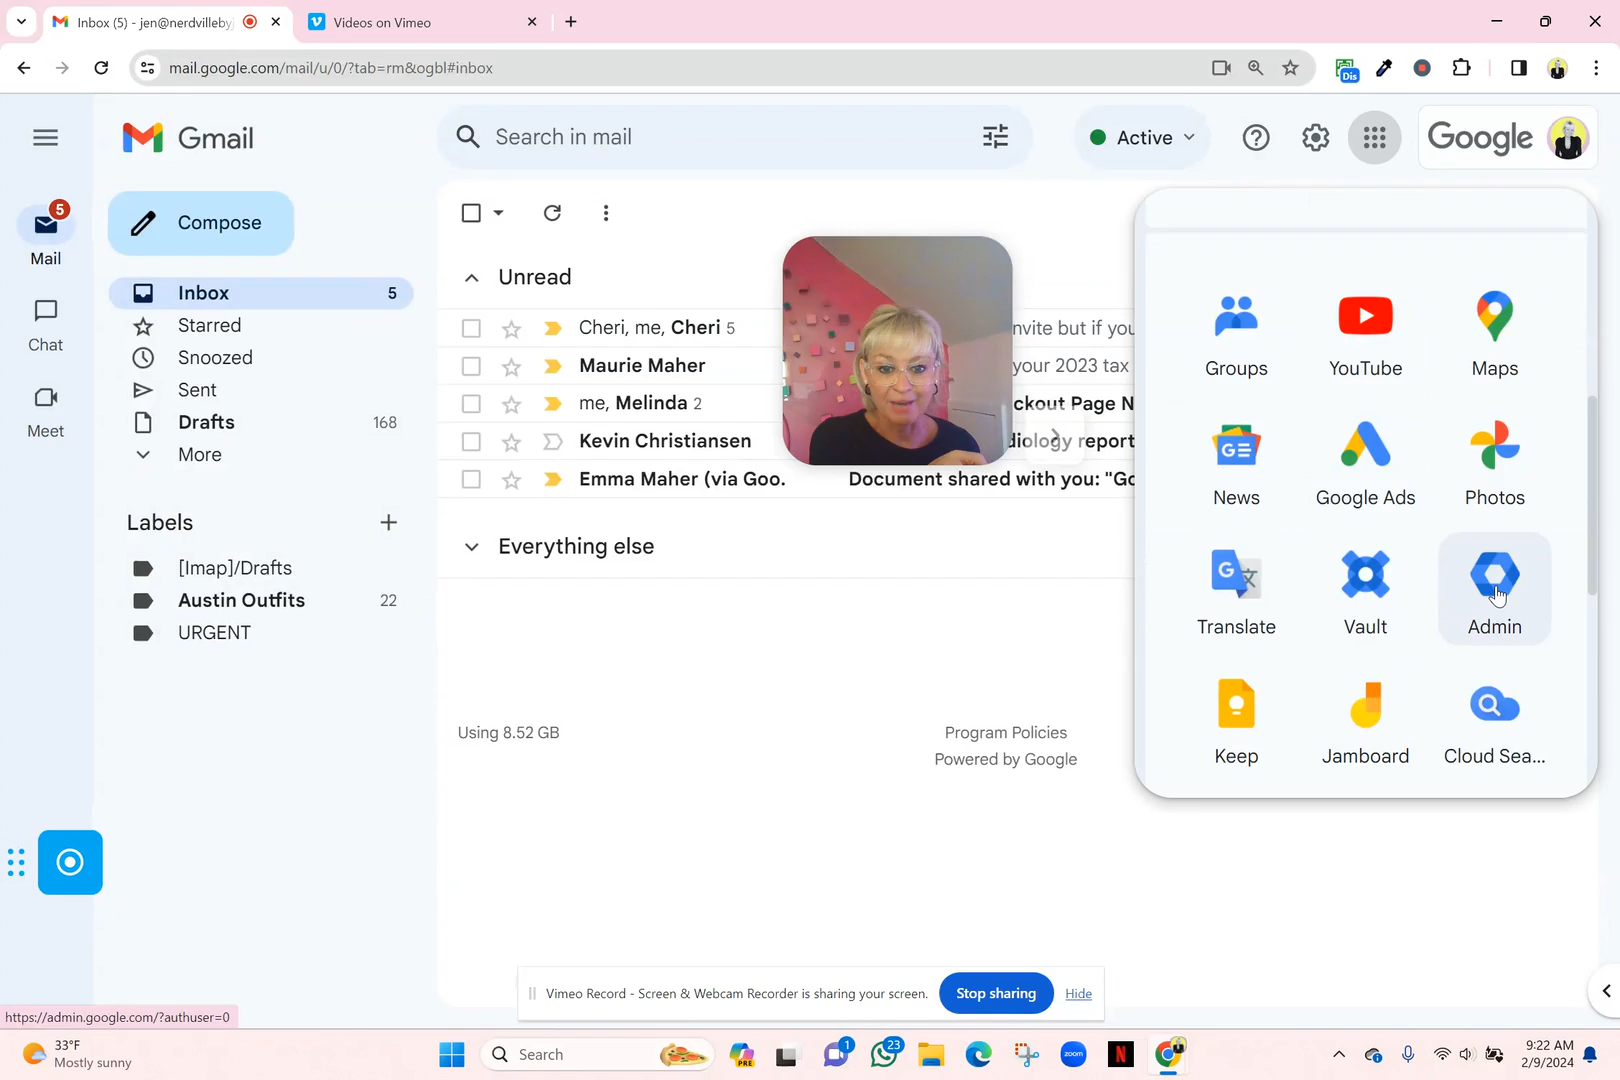 Inbox (5) - jen@nerdvilleby
Videos on Vimeo
mail.google.com/mail/u/0/?tab=rm&ogbl#inbox
Dis
Gmail
Search in mail
Active
Google
5
Mail
Chat
Meet
Compose
Inbox 5
Starred
Snoozed
Sent
Drafts 168
More
Labels
[Imap]/Drafts
Austin Outfits 22
URGENT
Unread
Cheri, me, Cheri 5 nvite but if you
Maurie Maher your 2023 tax
me, Melinda 2 ckout Page N
Kevin Christiansen diology report
Emma Maher (via Goo. Document shared with you: "Go
Everything else
Using 8.52 GB
Program Policies
Powered by Google
Groups
YouTube
Maps
News
Google Ads
Photos
Translate
Vault
Admin
Keep
Jamboard
Cloud Sea...
Vimeo Record - Screen & Webcam Recorder is sharing your screen.
Stop sharing
Hide
https://admin.google.com/?authuser=0
33°F
Mostly sunny
Search
PRE
1
23
zoom
N
9:22 AM
2/9/2024